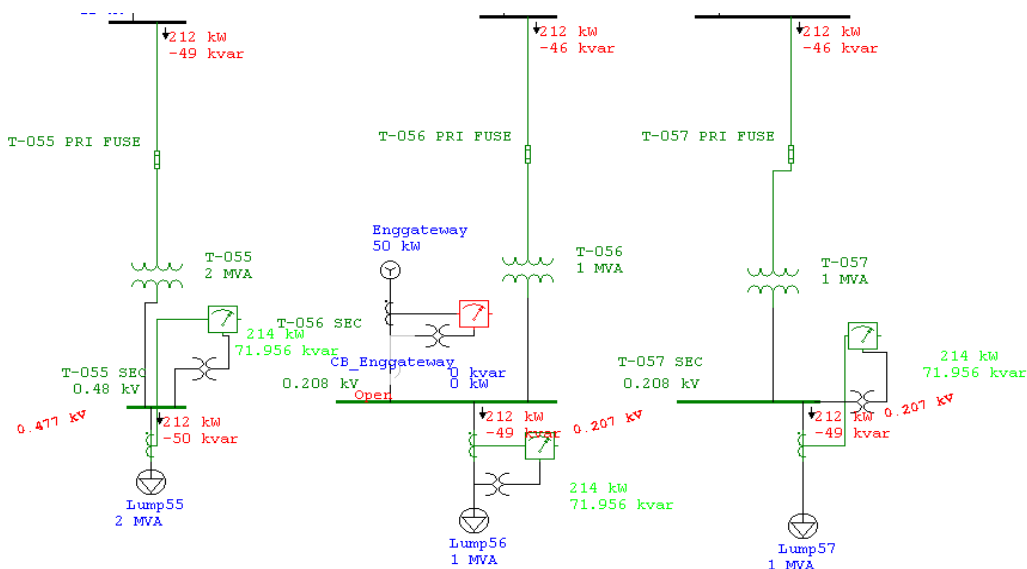 212 kW
-49 kvar
212 kW
-46 kvar
212 kW
-46 kvar
T-055 PRI FUSE
T-056 PRI FUSE
T-057 PRI FUSE
Enggateway
50 kW
T-055
2 MVA
T-056
1 MVA
T-057
1 MVA
T-056 SEC
214 kW
71.956 kvar
CB_Enggateway
0 kvar
0 kW
T-055 SEC
0.48 kV
0.208 kV
Open
T-057 SEC
0.208 kV
214 kW
71.956 kvar
0.477 kV
212 kW
-50 kvar
212 kW
-49 kvar
0.207 kV
212 kW
-49 kvar
0.207 kV
214 kW
71.956 kvar
Lump55
2 MVA
Lump56
1 MVA
Lump57
1 MVA